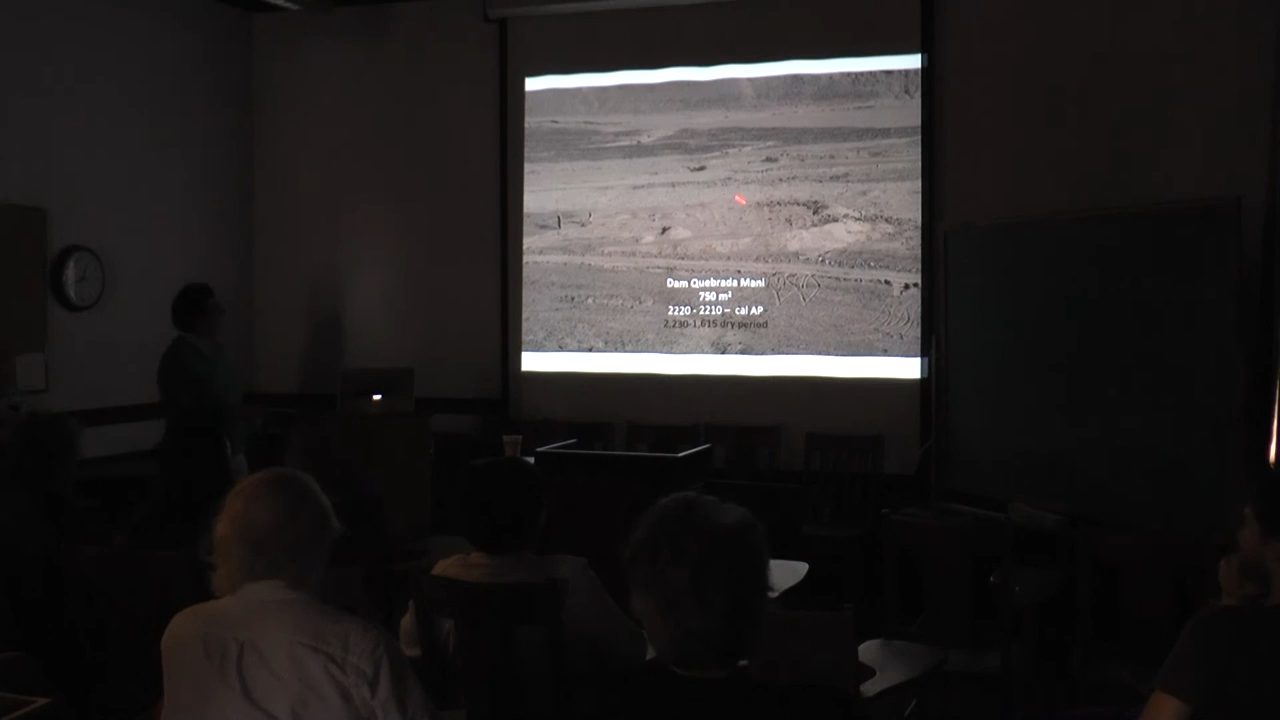 Dam Quebrada Mani
750 m³
2220 - 2210 – cal AP
2,230-1,615 dry period